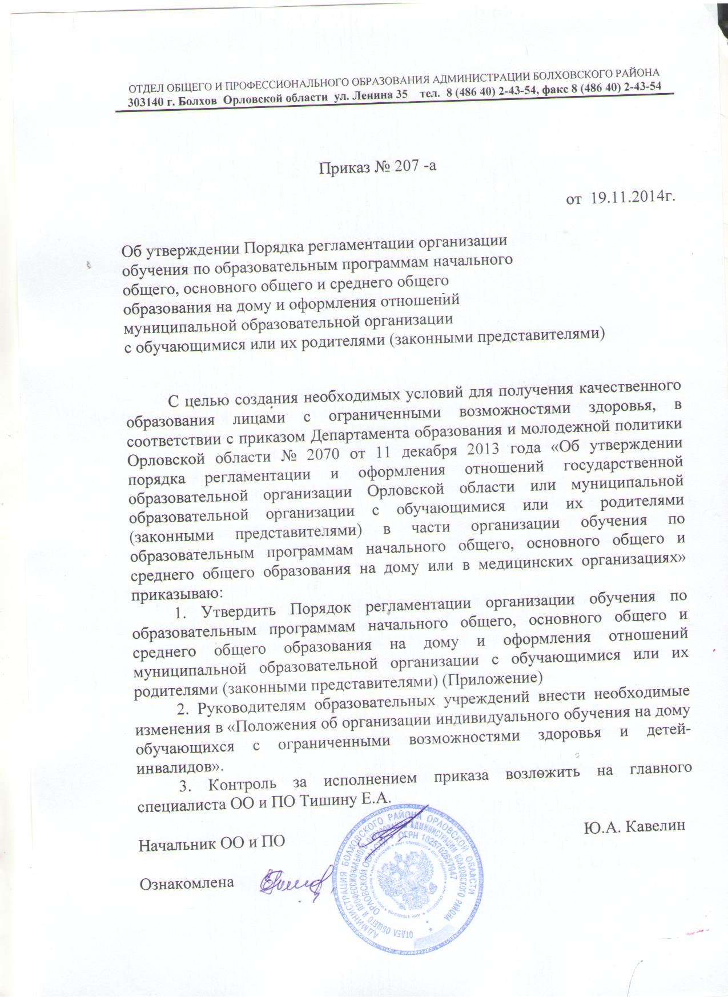 ОТДЕЛ ОБЩЕГО И ПРОФЕССИОНАЛЬНОГО ОБРАЗОВАНИЯ АДМИНИСТРАЦИИ БОЛХОВСКОГО РАЙОНА
303140 г. Болхов Орловской области ул. Ленина 35 тел. 8 (486 40) 2-43-54, факс 8 (486 40) 2-43-54
Приказ № 207 -а
от 19.11.2014г.
Об утверждении Порядка регламентации организации
обучения по образовательным программам начального
общего, основного общего и среднего общего
образования на дому и оформления отношений
муниципальной образовательной организации
с обучающимися или их родителями (законными представителями)
С целью создания необходимых условий для получения качественного
образования лицами с ограниченными возможностями здоровья, в
соответствии с приказом Департамента образования и молодежной политики
Орловской области № 2070 от 11 декабря 2013 года «Об утверждении
порядка регламентации и оформления отношений государственной
образовательной организации Орловской области или муниципальной
образовательной организации с обучающимися или их родителями
(законными представителями) в части организации обучения по
образовательным программам начального общего, основного общего и
среднего общего образования на дому или в медицинских организациях»
приказываю:
1. Утвердить Порядок регламентации организации обучения по
образовательным программам начального общего, основного общего и
среднего общего образования на дому и оформления отношений
муниципальной образовательной организации с обучающимися или их
родителями (законными представителями) (Приложение)
2. Руководителям образовательных учреждений внести необходимые
изменения в «Положения об организации индивидуального обучения на дому
обучающихся с ограниченными возможностями здоровья и детей-
инвалидов».
3. Контроль за исполнением приказа возложить на главного
специалиста ОО и ПО Тишину Е.А.
Начальник ОО и ПО Ю.А. Кавелин
Ознакомлена
АДМИНИСТРАЦИЯ БОЛХОВСКОГО РАЙОНА ОРЛОВСКОЙ ОБЛАСТИ
ОТДЕЛ ОБЩЕГО И ПРОФЕССИОНАЛЬНОГО ОБРАЗОВАНИЯ АДМИНИСТРАЦИИ БОЛХОВСКОГО РАЙОНА
ОРЛОВСКОЙ ОБЛАСТИ * ОГРН 1025702657947